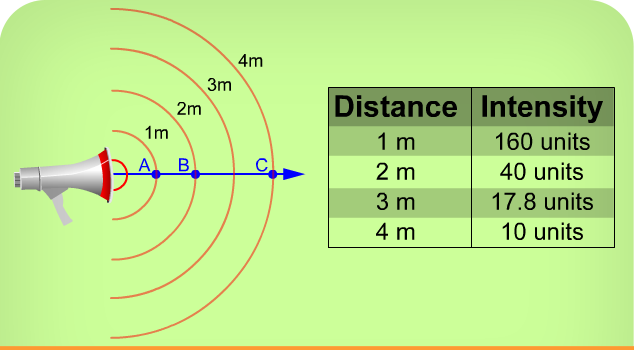 4m
3m
2m
1m
A B C
Distance Intensity
1 m 160 units
2 m 40 units
3 m 17.8 units
4 m 10 units